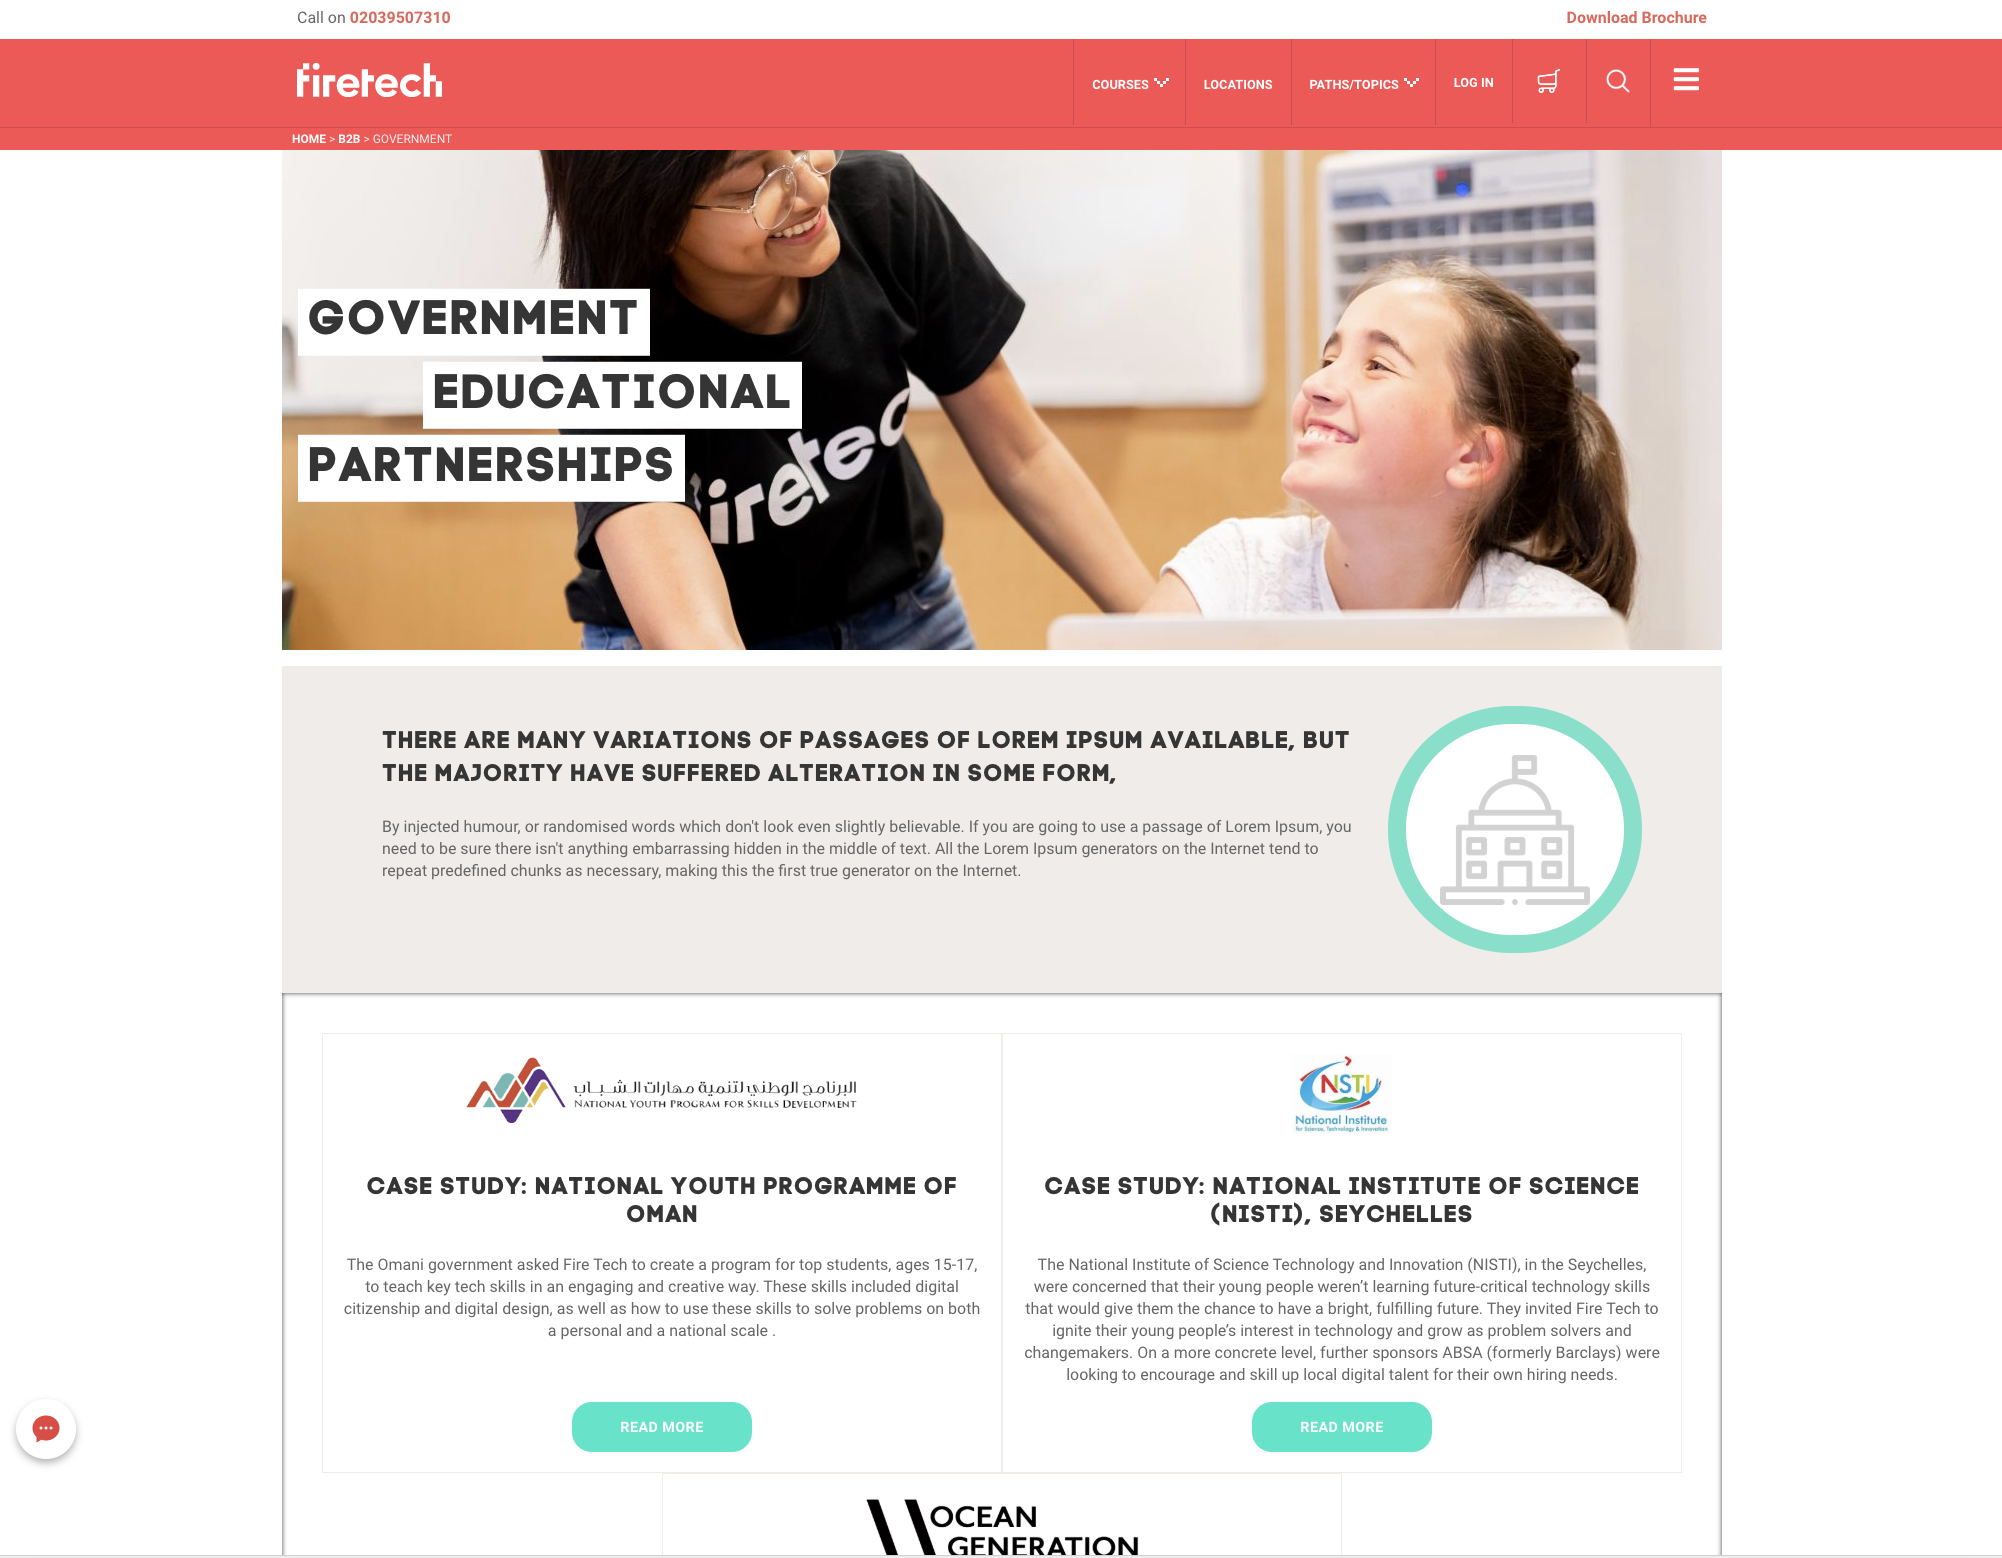 Call on 02039507310
Download Brochure
firetech
COURSES
LOCATIONS
PATHS/TOPICS
LOG IN
HOME > B2B > GOVERNMENT
GOVERNMENT
EDUCATIONAL
PARTNERSHIPS
firetec
THERE ARE MANY VARIATIONS OF PASSAGES OF LOREM IPSUM AVAILABLE, BUT
THE MAJORITY HAVE SUFFERED ALTERATION IN SOME FORM,
By injected humour, or randomised words which don't look even slightly believable. If you are going to use a passage of Lorem Ipsum, you
need to be sure there isn't anything embarrassing hidden in the middle of text. All the Lorem Ipsum generators on the Internet tend to
repeat predefined chunks as necessary, making this the first true generator on the Internet.
البرنامج الوطني لتنمية مهارات الشباب
NATIONAL YOUTH PROGRAM FOR SKILLS DEVELOPMENT
CASE STUDY: NATIONAL YOUTH PROGRAMME OF
OMAN
The Omani government asked Fire Tech to create a program for top students, ages 15-17,
to teach key tech skills in an engaging and creative way. These skills included digital
citizenship and digital design, as well as how to use these skills to solve problems on both
a personal and a national scale .
READ MORE
NSTI
National Institute
for Science, Technology & Innovation
CASE STUDY: NATIONAL INSTITUTE OF SCIENCE
(NISTI), SEYCHELLES
The National Institute of Science Technology and Innovation (NISTI), in the Seychelles,
were concerned that their young people weren’t learning future-critical technology skills
that would give them the chance to have a bright, fulfilling future. They invited Fire Tech to
ignite their young people’s interest in technology and grow as problem solvers and
changemakers. On a more concrete level, further sponsors ABSA (formerly Barclays) were
looking to encourage and skill up local digital talent for their own hiring needs.
READ MORE
OCEAN
GENERATION